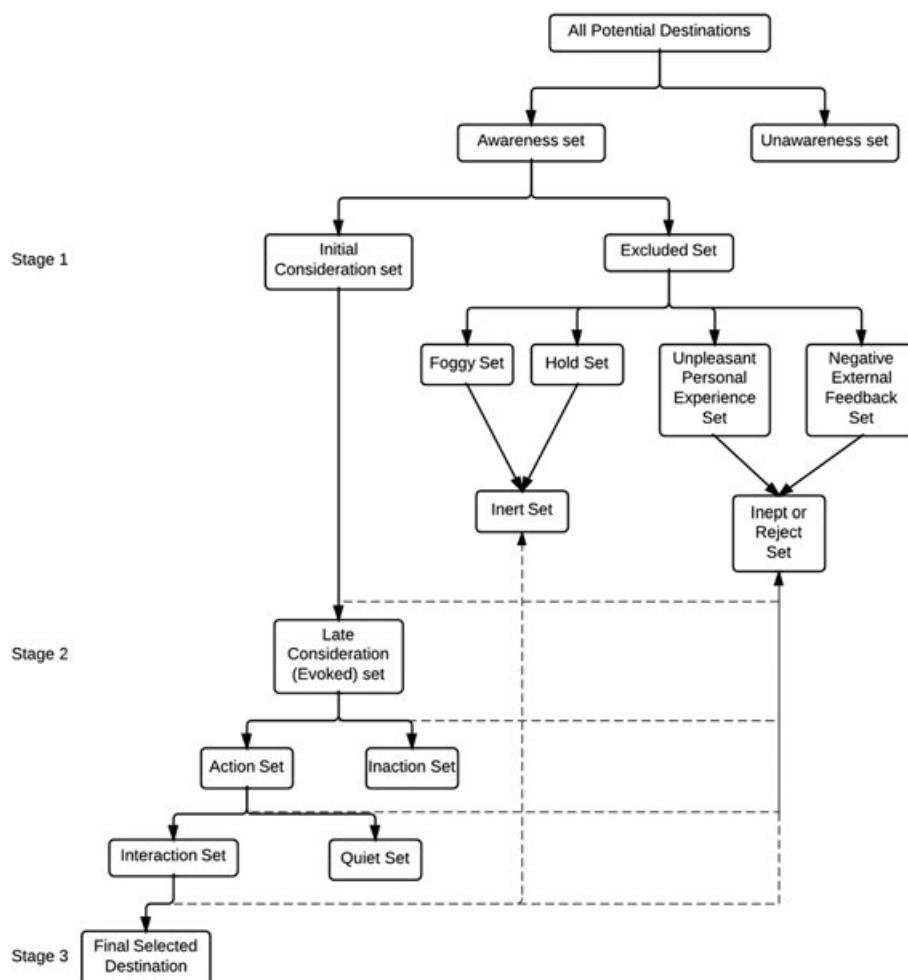 All Potential Destinations
Awareness set
Unawareness set
Stage 1
Initial
Consideration set
Excluded Set
Foggy Set
Hold Set
Unpleasant
Personal
Experience
Set
Negative
External
Feedback
Set
Inert Set
Inept or
Reject
Set
Stage 2
Late
Consideration
(Evoked) set
Action Set
Inaction Set
Interaction Set
Quiet Set
Stage 3
Final Selected
Destination